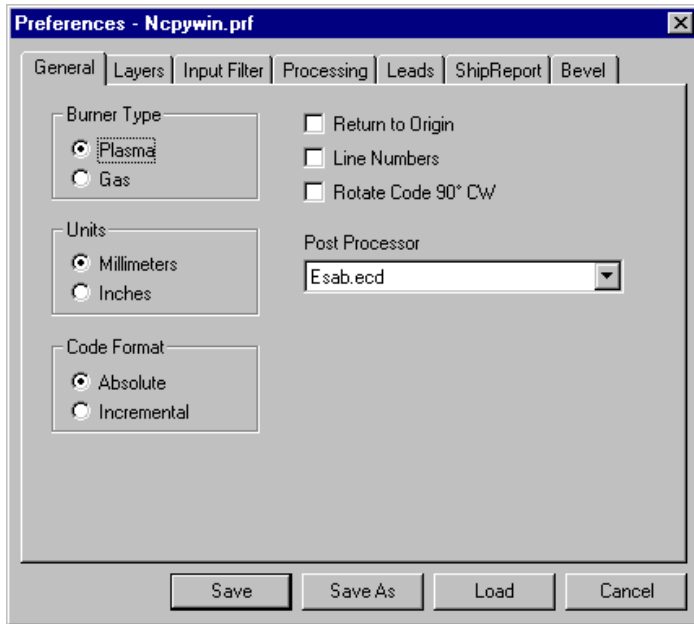 Preferences - Ncpywin.prf
General Layers Input Filter Processing Leads ShipReport Bevel
Burner Type
Plasma
Gas
Return to Origin
Line Numbers
Rotate Code 90° CW
Units
Millimeters
Inches
Post Processor
Esab.ecd
Code Format
Absolute
Incremental
Save Save As Load Cancel